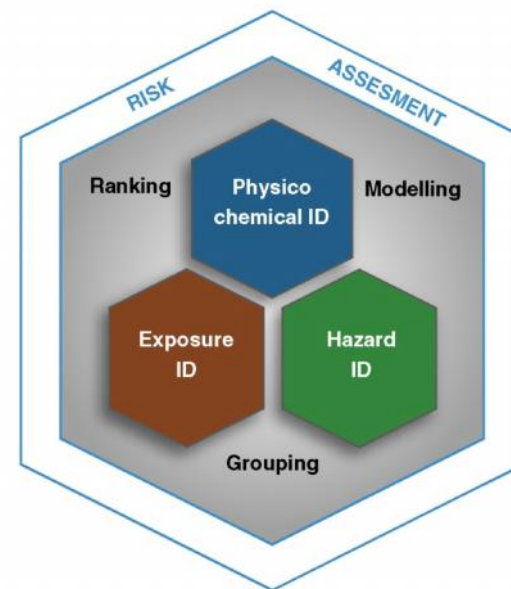 RISK
ASSESMENT
Ranking
Modelling
Physico
chemical ID
Exposure
ID
Hazard
ID
Grouping